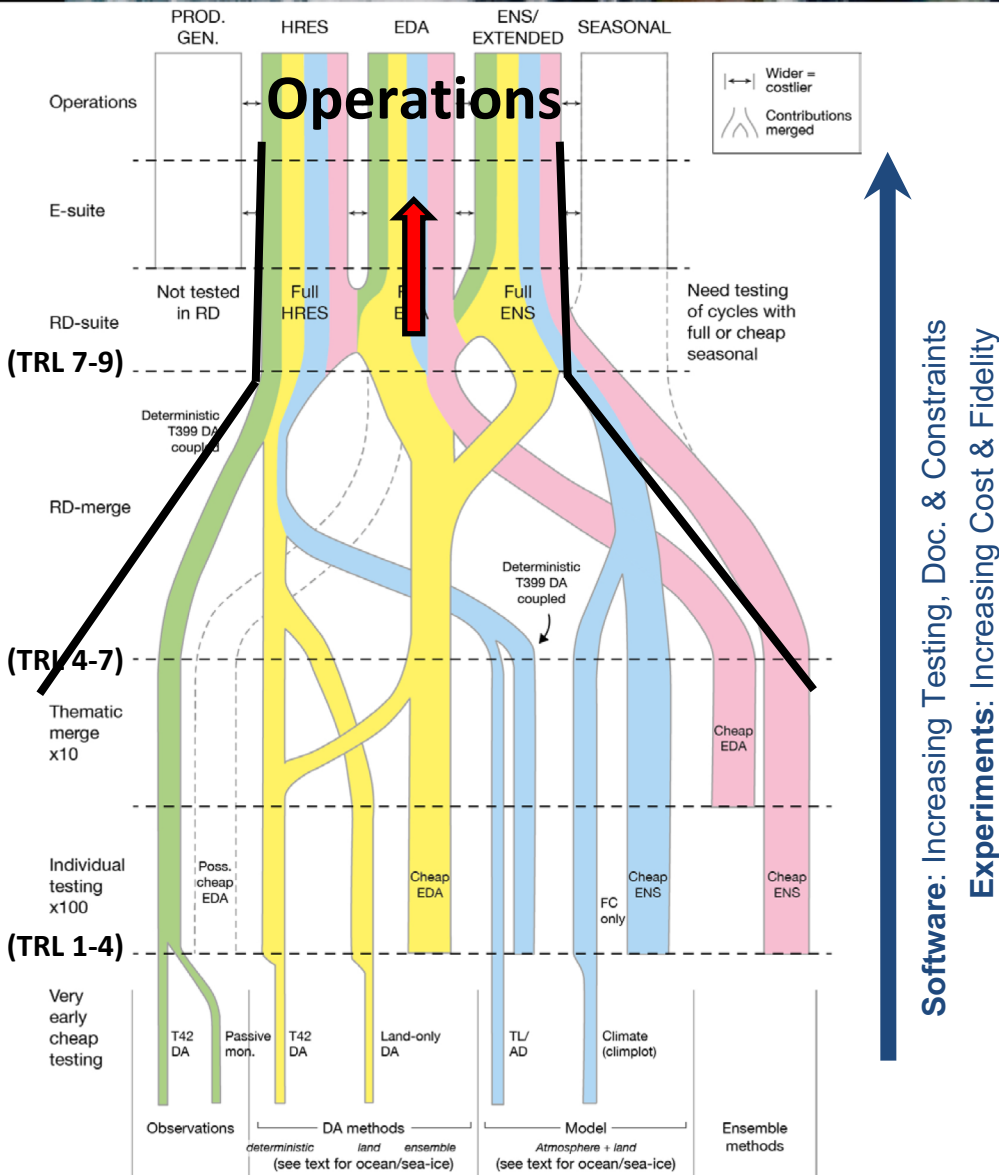 PROD.
GEN.
HRES
EDA
ENS/
EXTENDED
SEASONAL
Operations
Operations
Wider =
costlier
Contributions
merged
E-suite
Not tested
in RD
Full
HRES
Full
ENS
Need testing
of cycles with
full or cheap
seasonal
RD-suite
(TRL 7-9)
Deterministic
T399 DA
coupled
RD-merge
Deterministic
T399 DA
coupled
(TRL 4-7)
Thematic
merge
x10
Cheap
EDA
Individual
testing
x100
Poss.
cheap
EDA
Cheap
EDA
FC
only
Cheap
ENS
Cheap
ENS
(TRL 1-4)
Very
early
cheap
testing
T42
DA
Passive
mon.
T42
DA
Land-only
DA
TL/
AD
Climate
(climplot)
Observations
DA methods
deterministic land ensemble
(see text for ocean/sea-ice)
Model
Atmosphere + land
(see text for ocean/sea-ice)
Ensemble
methods
Software: Increasing Testing, Doc. & Constraints
Experiments: Increasing Cost & Fidelity